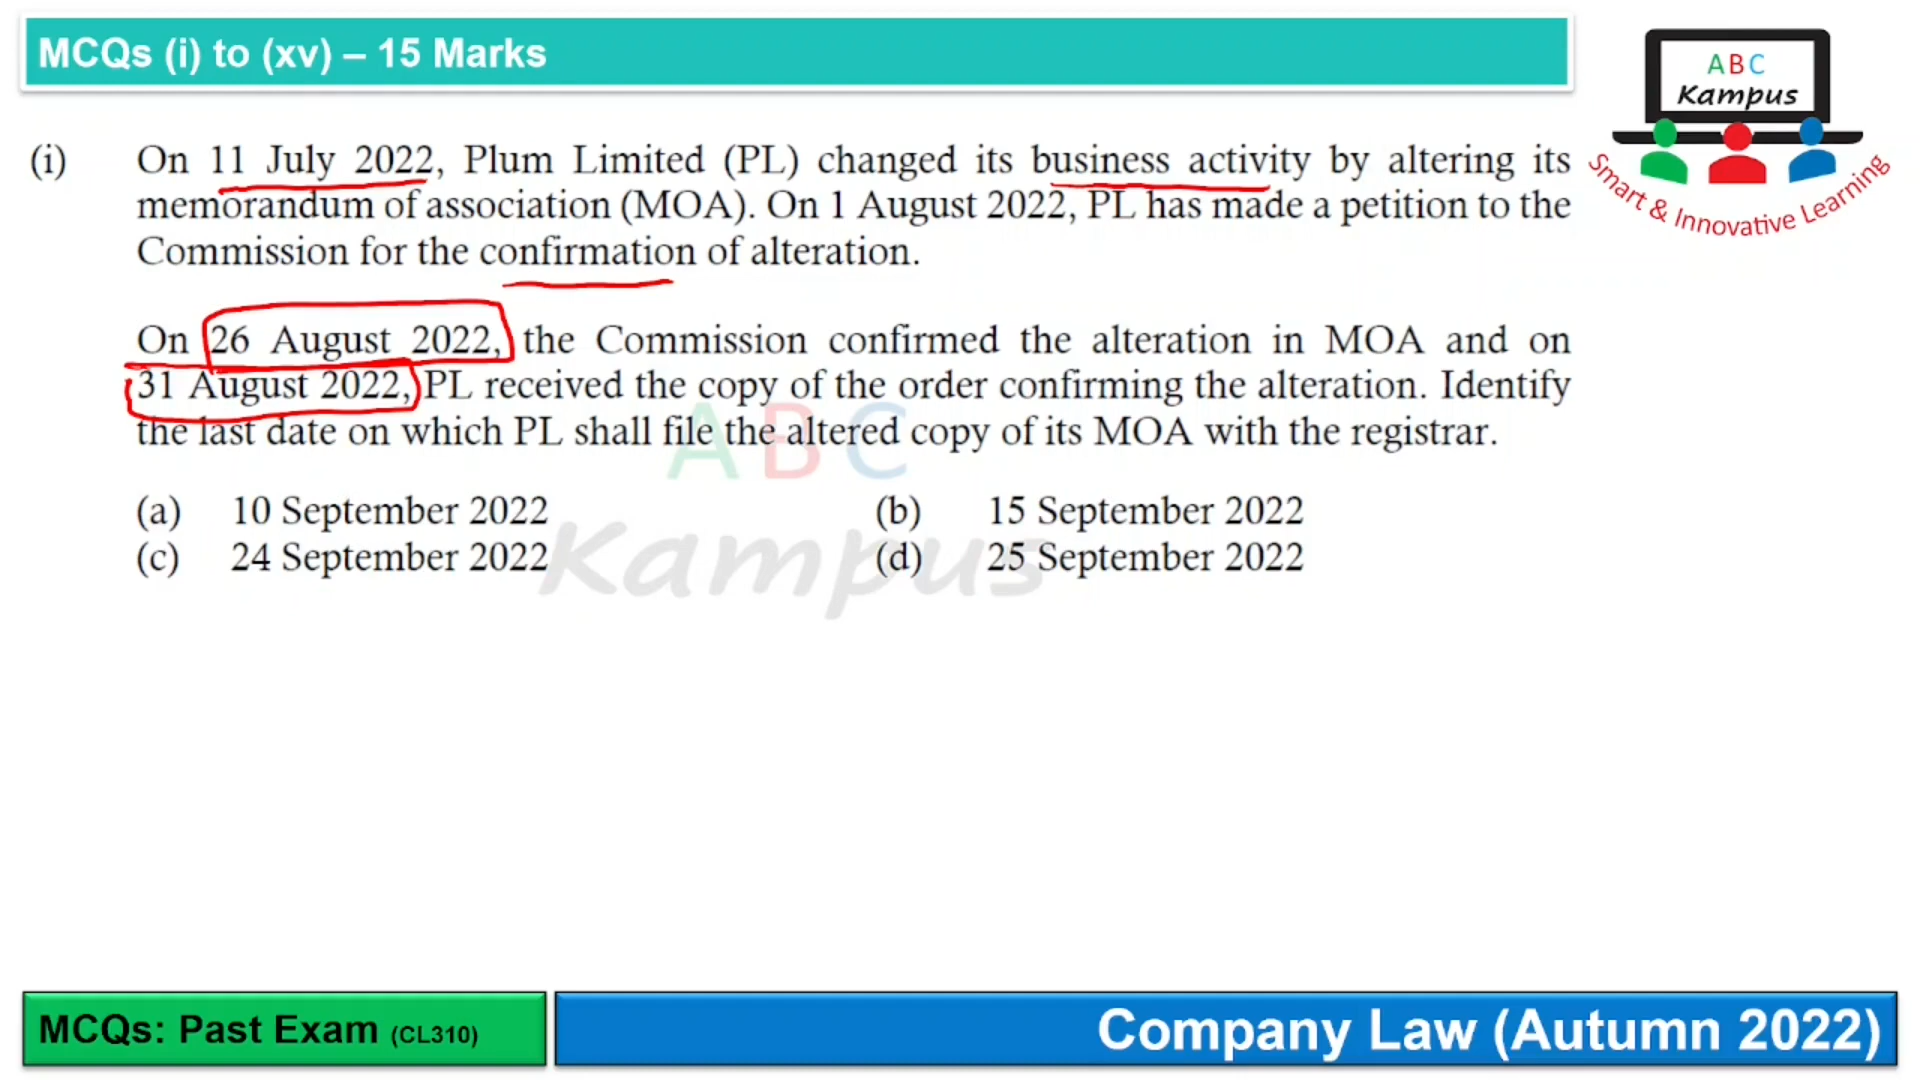 MCQs (i) to (xv) – 15 Marks
ABC
Kampus
Smart & Innovative Learning
(i) On 11 July 2022, Plum Limited (PL) changed its business activity by altering its
memorandum of association (MOA). On 1 August 2022, PL has made a petition to the
Commission for the confirmation of alteration.
On 26 August 2022, the Commission confirmed the alteration in MOA and on
31 August 2022, PL received the copy of the order confirming the alteration. Identify
the last date on which PL shall file the altered copy of its MOA with the registrar.
ABC
(a) 10 September 2022 (b) 15 September 2022
Kampus
(c) 24 September 2022 (d) 25 September 2022
MCQs: Past Exam (CL310)
Company Law (Autumn 2022)